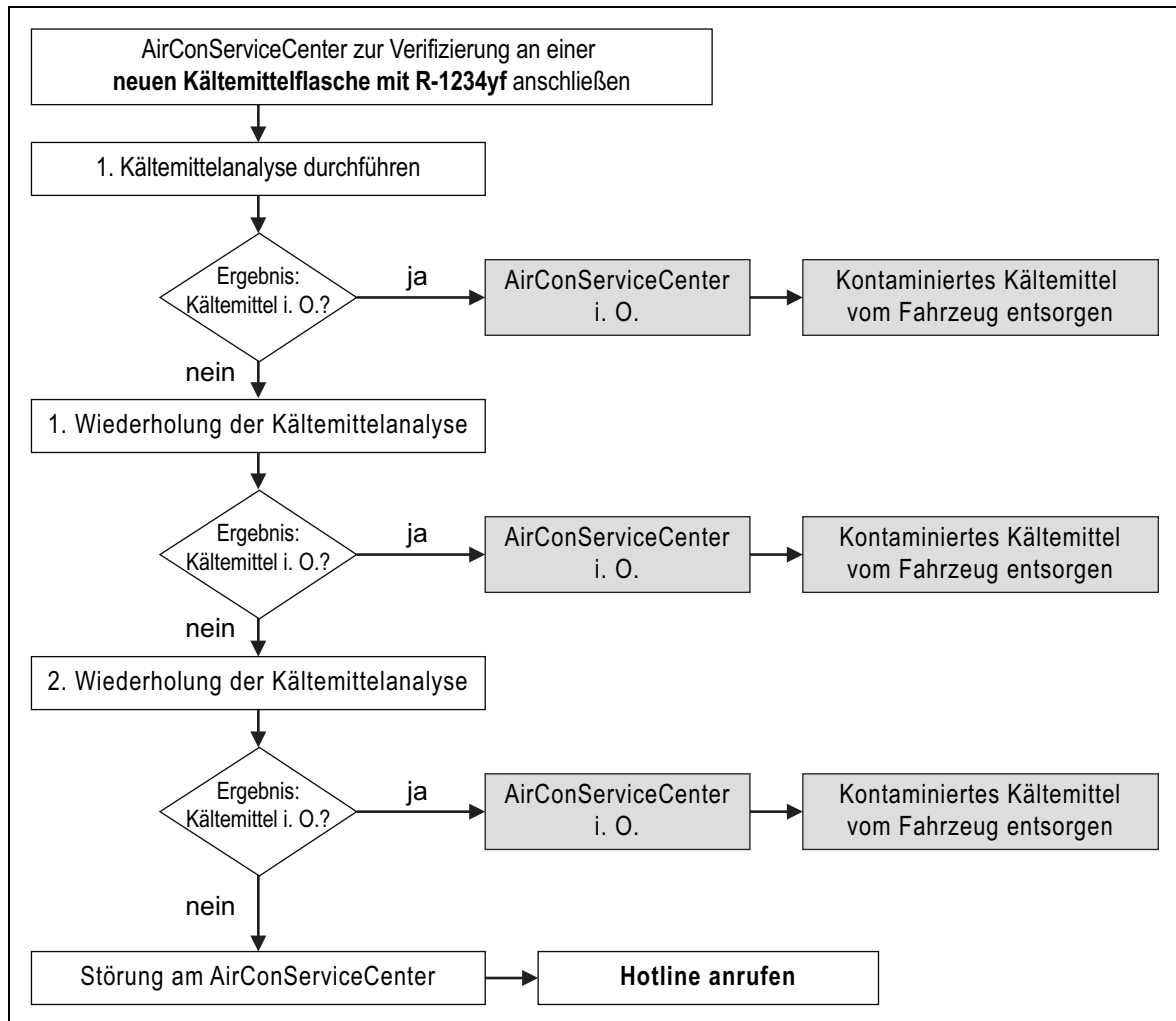 AirConServiceCenter zur Verifizierung an einer
neuen Kältemittelflasche mit R-1234yf anschließen
1. Kältemittelanalyse durchführen
Ergebnis:
Kältemittel i. O.?
ja
AirConServiceCenter
i. O.
Kontaminiertes Kältemittel
vom Fahrzeug entsorgen
nein
1. Wiederholung der Kältemittelanalyse
Ergebnis:
Kältemittel i. O.?
ja
AirConServiceCenter
i. O.
Kontaminiertes Kältemittel
vom Fahrzeug entsorgen
nein
2. Wiederholung der Kältemittelanalyse
Ergebnis:
Kältemittel i. O.?
ja
AirConServiceCenter
i. O.
Kontaminiertes Kältemittel
vom Fahrzeug entsorgen
nein
Störung am AirConServiceCenter
Hotline anrufen